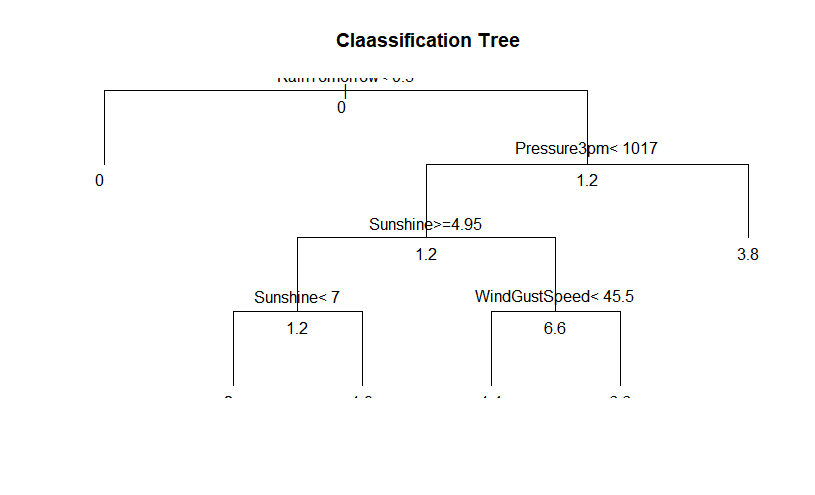 Claassification Tree
0
Pressure3pm< 1017
0
1.2
Sunshine>=4.95
1.2
3.8
Sunshine< 7
WindGustSpeed< 45.5
1.2
6.6